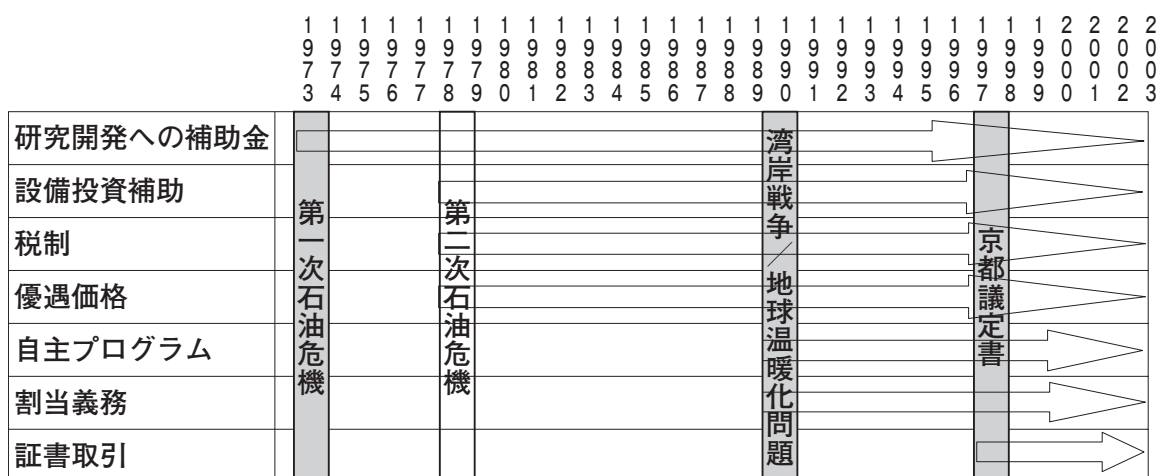 1973
1974
1975
1976
1977
1978
1979
1980
1981
1982
1983
1984
1985
1986
1987
1988
1989
1990
1991
1992
1993
1994
1995
1996
1997
1998
1999
2000
2001
2002
2003
研究開発への補助金
設備投資補助
税制
優遇価格
自主プログラム
割当義務
証書取引
第一次石油危機
第二次石油危機
湾岸戦争/地球温暖化問題
京都議定書